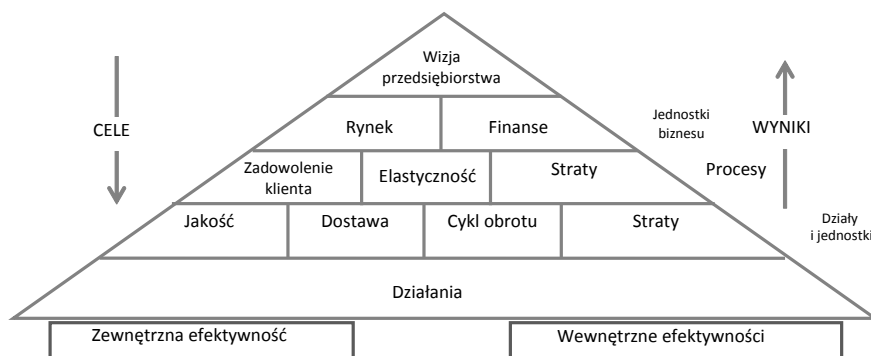 Wizja
przedsiębiorstwa
CELE
Rynek
Finanse
Jednostki
biznesu
WYNIKI
Zadowolenie
klienta
Elastyczność
Straty
Procesy
Jakość
Dostawa
Cykl obrotu
Straty
Działy
i jednostki
Działania
Zewnętrzna efektywność
Wewnętrzne efektywności